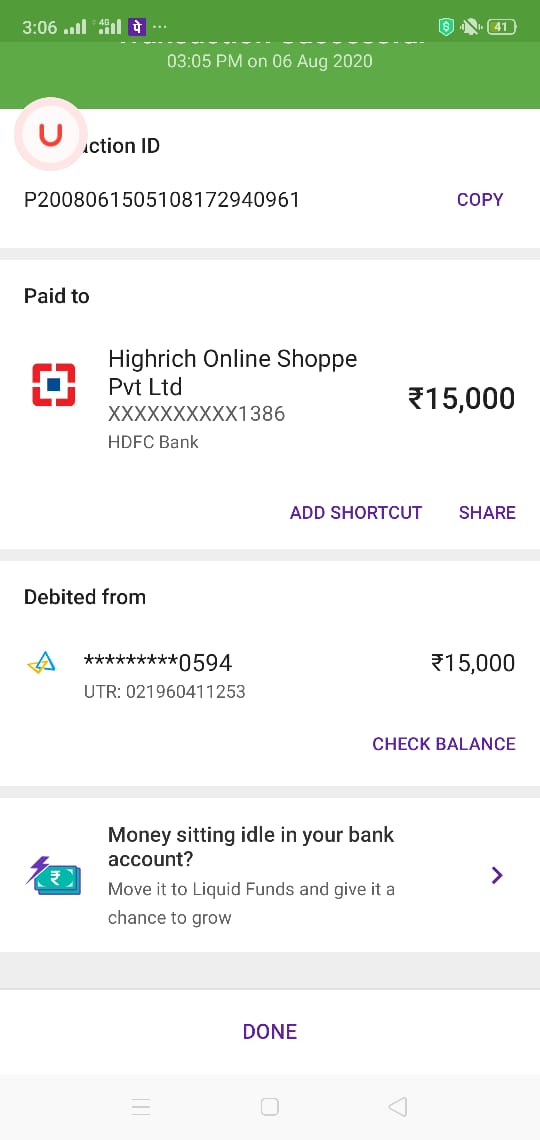 3:06 4G पे ... 41
03:05 PM on 06 Aug 2020
ction ID
P2008061505108172940961 COPY
Paid to
Highrich Online Shoppe
Pvt Ltd
₹15,000
XXXXXXXXXX1386
HDFC Bank
ADD SHORTCUT SHARE
Debited from
*********0594 ₹15,000
UTR: 021960411253
CHECK BALANCE
Money sitting idle in your bank
account?
Move it to Liquid Funds and give it a
chance to grow
DONE